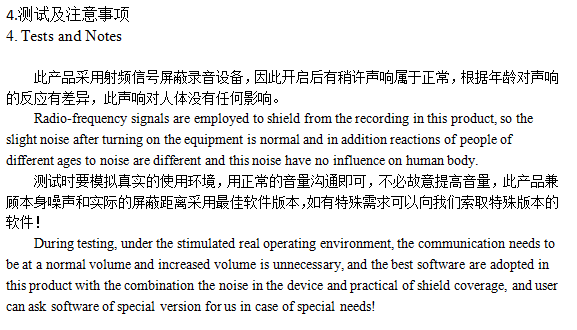 4.测试及注意事项
4. Tests and Notes
此产品采用射频信号屏蔽录音设备，因此开启后有稍许声响属于正常，根据年龄对声响
的反应有差异，此声响对人体没有任何影响。
Radio-frequency signals are employed to shield from the recording in this product, so the
slight noise after turning on the equipment is normal and in addition reactions of people of
different ages to noise are different and this noise have no influence on human body.
测试时要模拟真实的使用环境，用正常的音量沟通即可，不必故意提高音量，此产品兼
顾本身噪声和实际的屏蔽距离采用最佳软件版本，如有特殊需求可以向我们索取特殊版本的
软件！
During testing, under the stimulated real operating environment, the communication needs to
be at a normal volume and increased volume is unnecessary, and the best software are adopted in
this product with the combination the noise in the device and practical of shield coverage, and user
can ask software of special version for us in case of special needs!